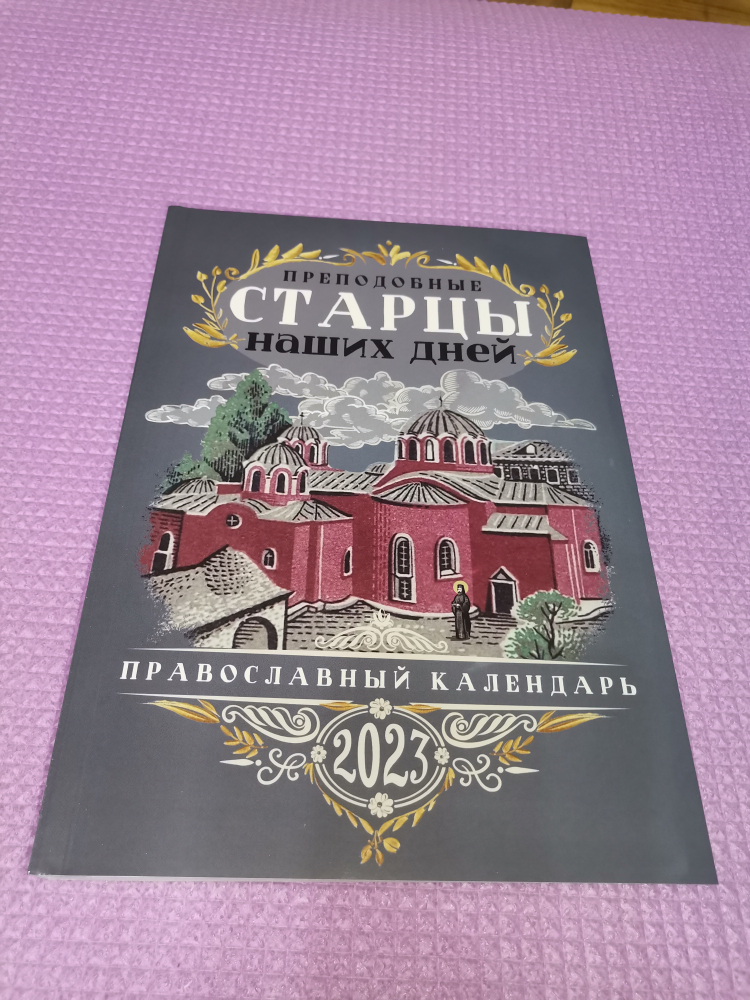 ПРЕПОДОБНЫЕ
СТАРЦЫ
наших дней
ПРАВОСЛАВНЫЙ КАЛЕНДАРЬ
2023